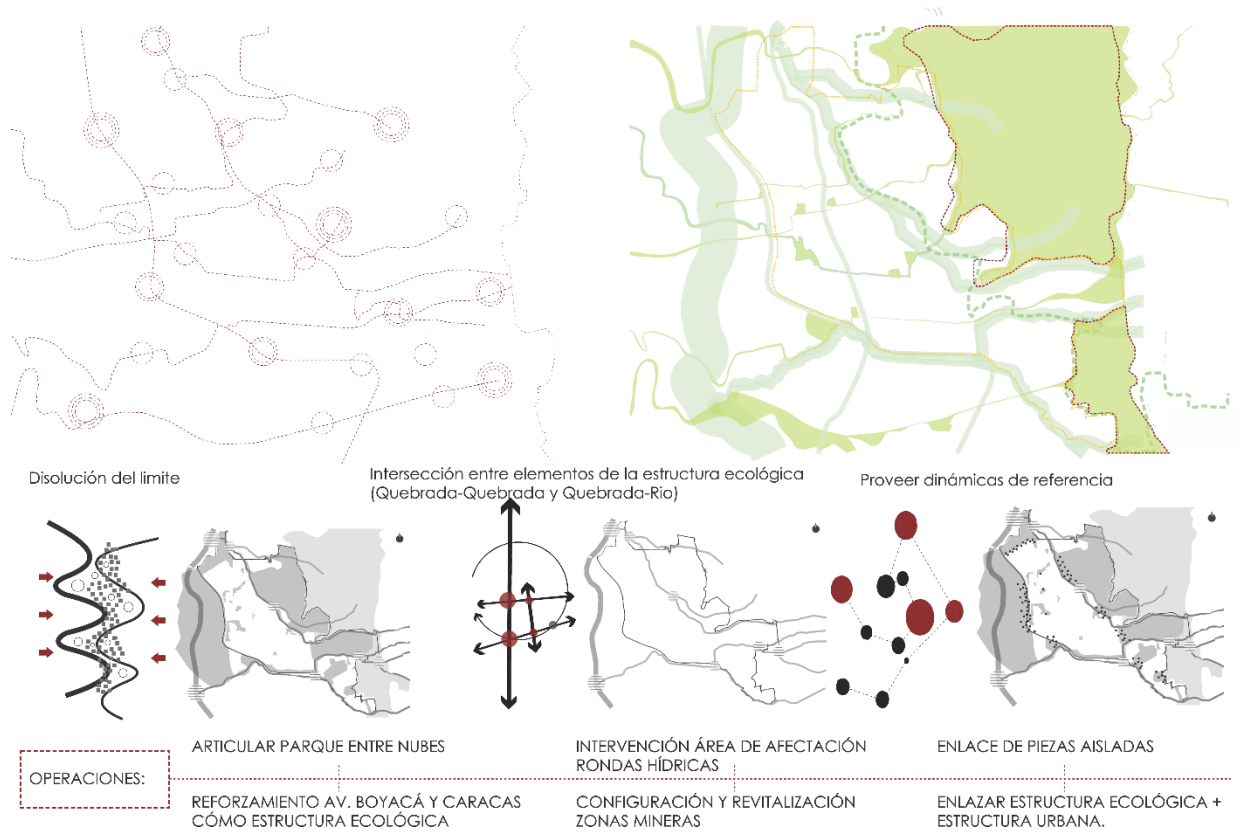 Disolución del limite
Intersección entre elementos de la estructura ecológica
(Quebrada-Quebrada y Quebrada-Rio)
Proveer dinámicas de referencia
OPERACIONES:
ARTICULAR PARQUE ENTRE NUBES
REFORZAMIENTO AV. BOYACÁ Y CARACAS
CÓMO ESTRUCTURA ECOLÓGICA
INTERVENCIÓN ÁREA DE AFECTACIÓN
RONDAS HÍDRICAS
CONFIGURACIÓN Y REVITALIZACIÓN
ZONAS MINERAS
ENLACE DE PIEZAS AISLADAS
ENLAZAR ESTRUCTURA ECOLÓGICA +
ESTRUCTURA URBANA.